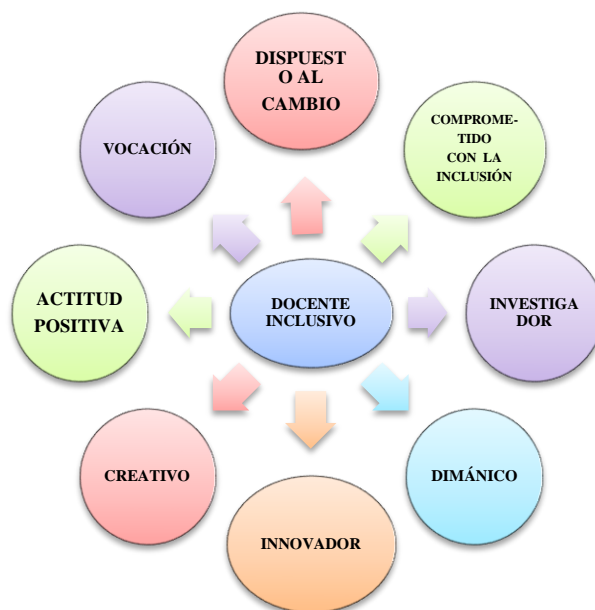 DISPUEST
O AL
CAMBIO
COMPROME-
TIDO
CON LA
INCLUSIÓN
VOCACIÓN
ACTITUD
POSITIVA
DOCENTE
INCLUSIVO
INVESTIGA
DOR
CREATIVO
DIMÁNICO
INNOVADOR